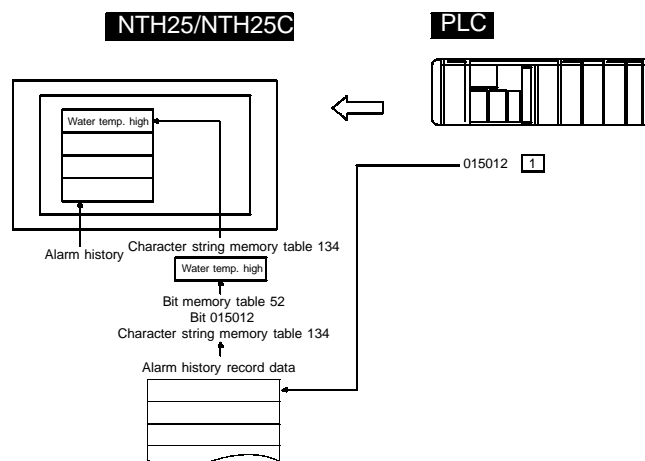 NTH25/NTH25C
PLC
Water temp. high
015012 1
Character string memory table 134
Alarm history
Water temp. high
Bit memory table 52
Bit 015012
Character string memory table 134
Alarm history record data